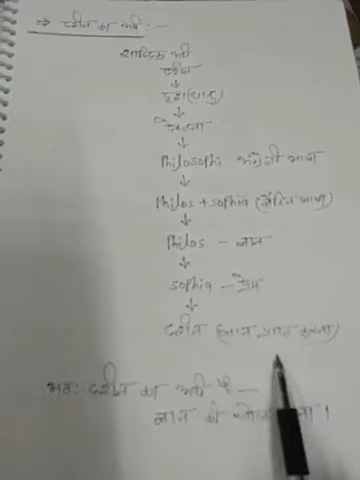 ⇒ दर्शन का अर्थ :-
शाब्दिक अर्थ
दर्शन
↓
दृश (धातु)
↓
देखना
↓
Philosophi अंग्रेजी भाषा
↓
Philos + sophia (लैटिन भाषा)
↓
Philos - ज्ञान
↓
sophia - प्रेम
↓
दर्शन (ज्ञान प्राप्त करना)
अतः दर्शन का अर्थ है -
ज्ञान की